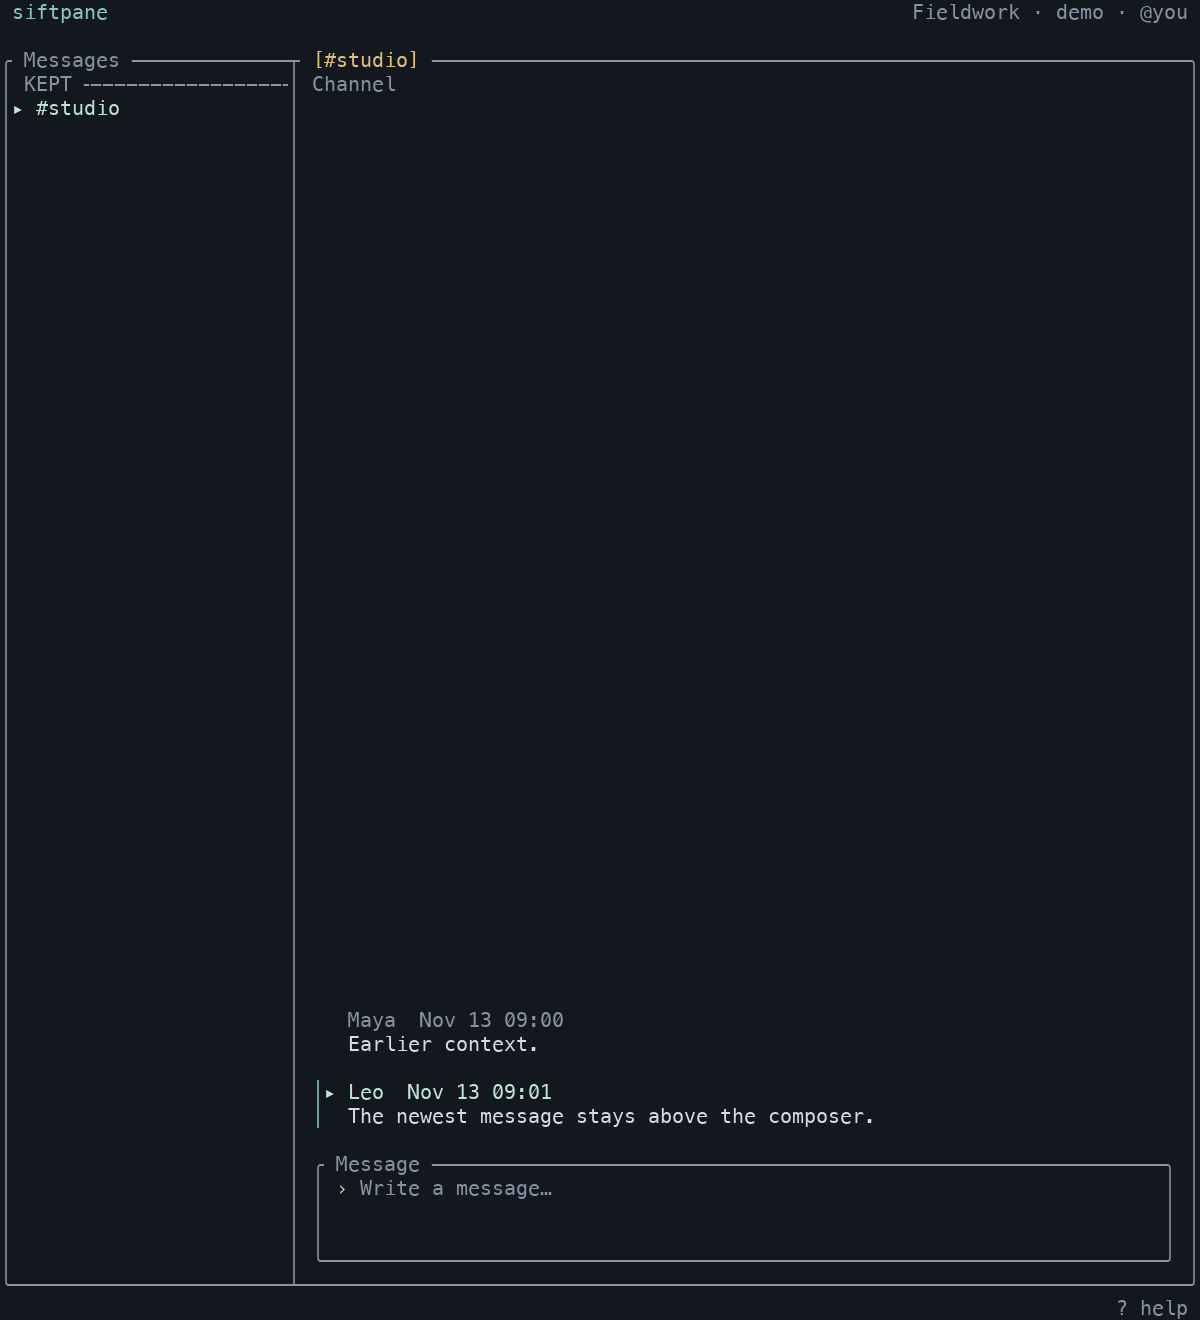 siftpane
Fieldwork · demo · @you
Messages
[#studio]
KEPT
Channel
▸ #studio
Maya  Nov 13 09:00
Earlier context.
▸ Leo  Nov 13 09:01
The newest message stays above the composer.
Message
› Write a message…
? help